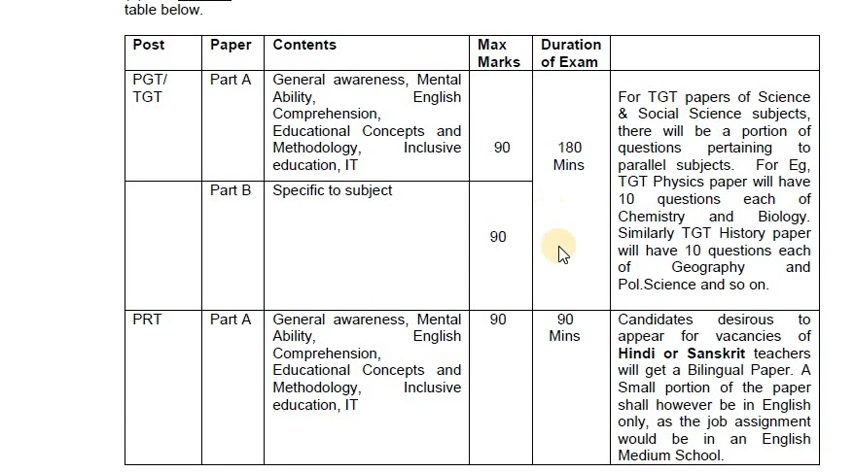 table below.
Post Paper Contents Max Marks Duration of Exam
PGT/
TGT
Part A
General awareness, Mental
Ability, English
Comprehension,
Educational Concepts and
Methodology, Inclusive
education, IT
90
180
Mins
For TGT papers of Science
& Social Science subjects,
there will be a portion of
questions pertaining to
parallel subjects. For Eg,
TGT Physics paper will have
10 questions each of
Chemistry and Biology.
Similarly TGT History paper
will have 10 questions each
of Geography and
Pol.Science and so on.
Part B
Specific to subject
90
PRT
Part A
General awareness, Mental
Ability, English
Comprehension,
Educational Concepts and
Methodology, Inclusive
education, IT
90
90
Mins
Candidates desirous to
appear for vacancies of
Hindi or Sanskrit teachers
will get a Bilingual Paper. A
Small portion of the paper
shall however be in English
only, as the job assignment
would be in an English
Medium School.